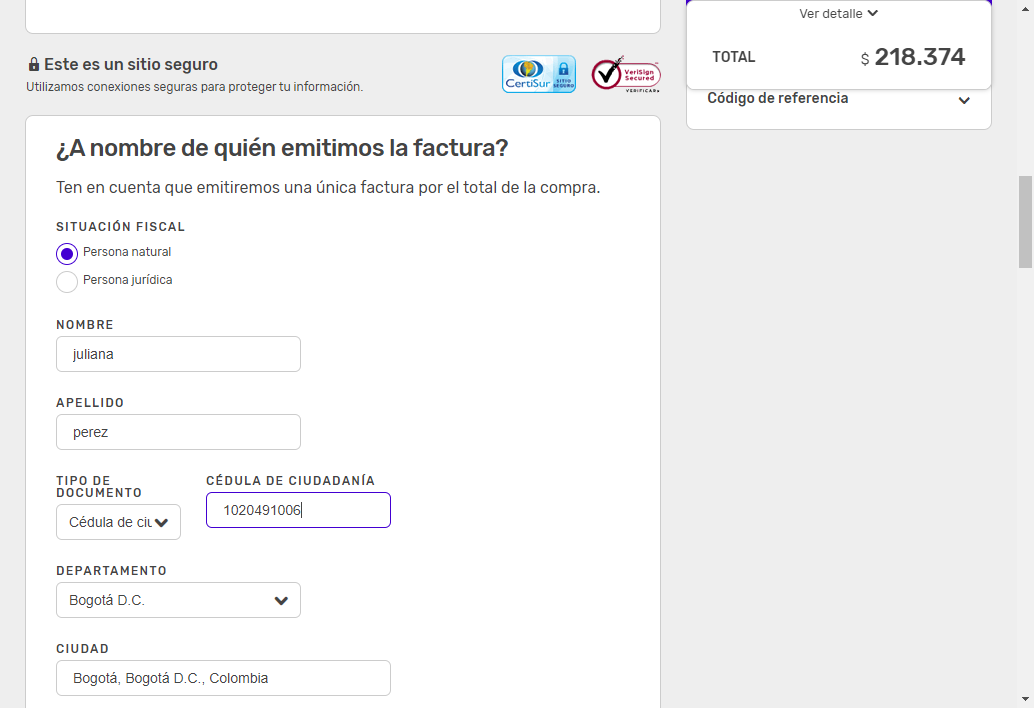 Ver detalle
TOTAL
$ 218.374
Código de referencia
Este es un sitio seguro
Utilizamos conexiones seguras para proteger tu información.
CertiSur
SITIO
SEGURO
VeriSign
Secured
VERIFICAR
¿A nombre de quién emitimos la factura?
Ten en cuenta que emitiremos una única factura por el total de la compra.
SITUACIÓN FISCAL
Persona natural
Persona jurídica
NOMBRE
juliana
APELLIDO
perez
TIPO DE
DOCUMENTO
Cédula de ciu
CÉDULA DE CIUDADANÍA
1020491006
DEPARTAMENTO
Bogotá D.C.
CIUDAD
Bogotá, Bogotá D.C., Colombia